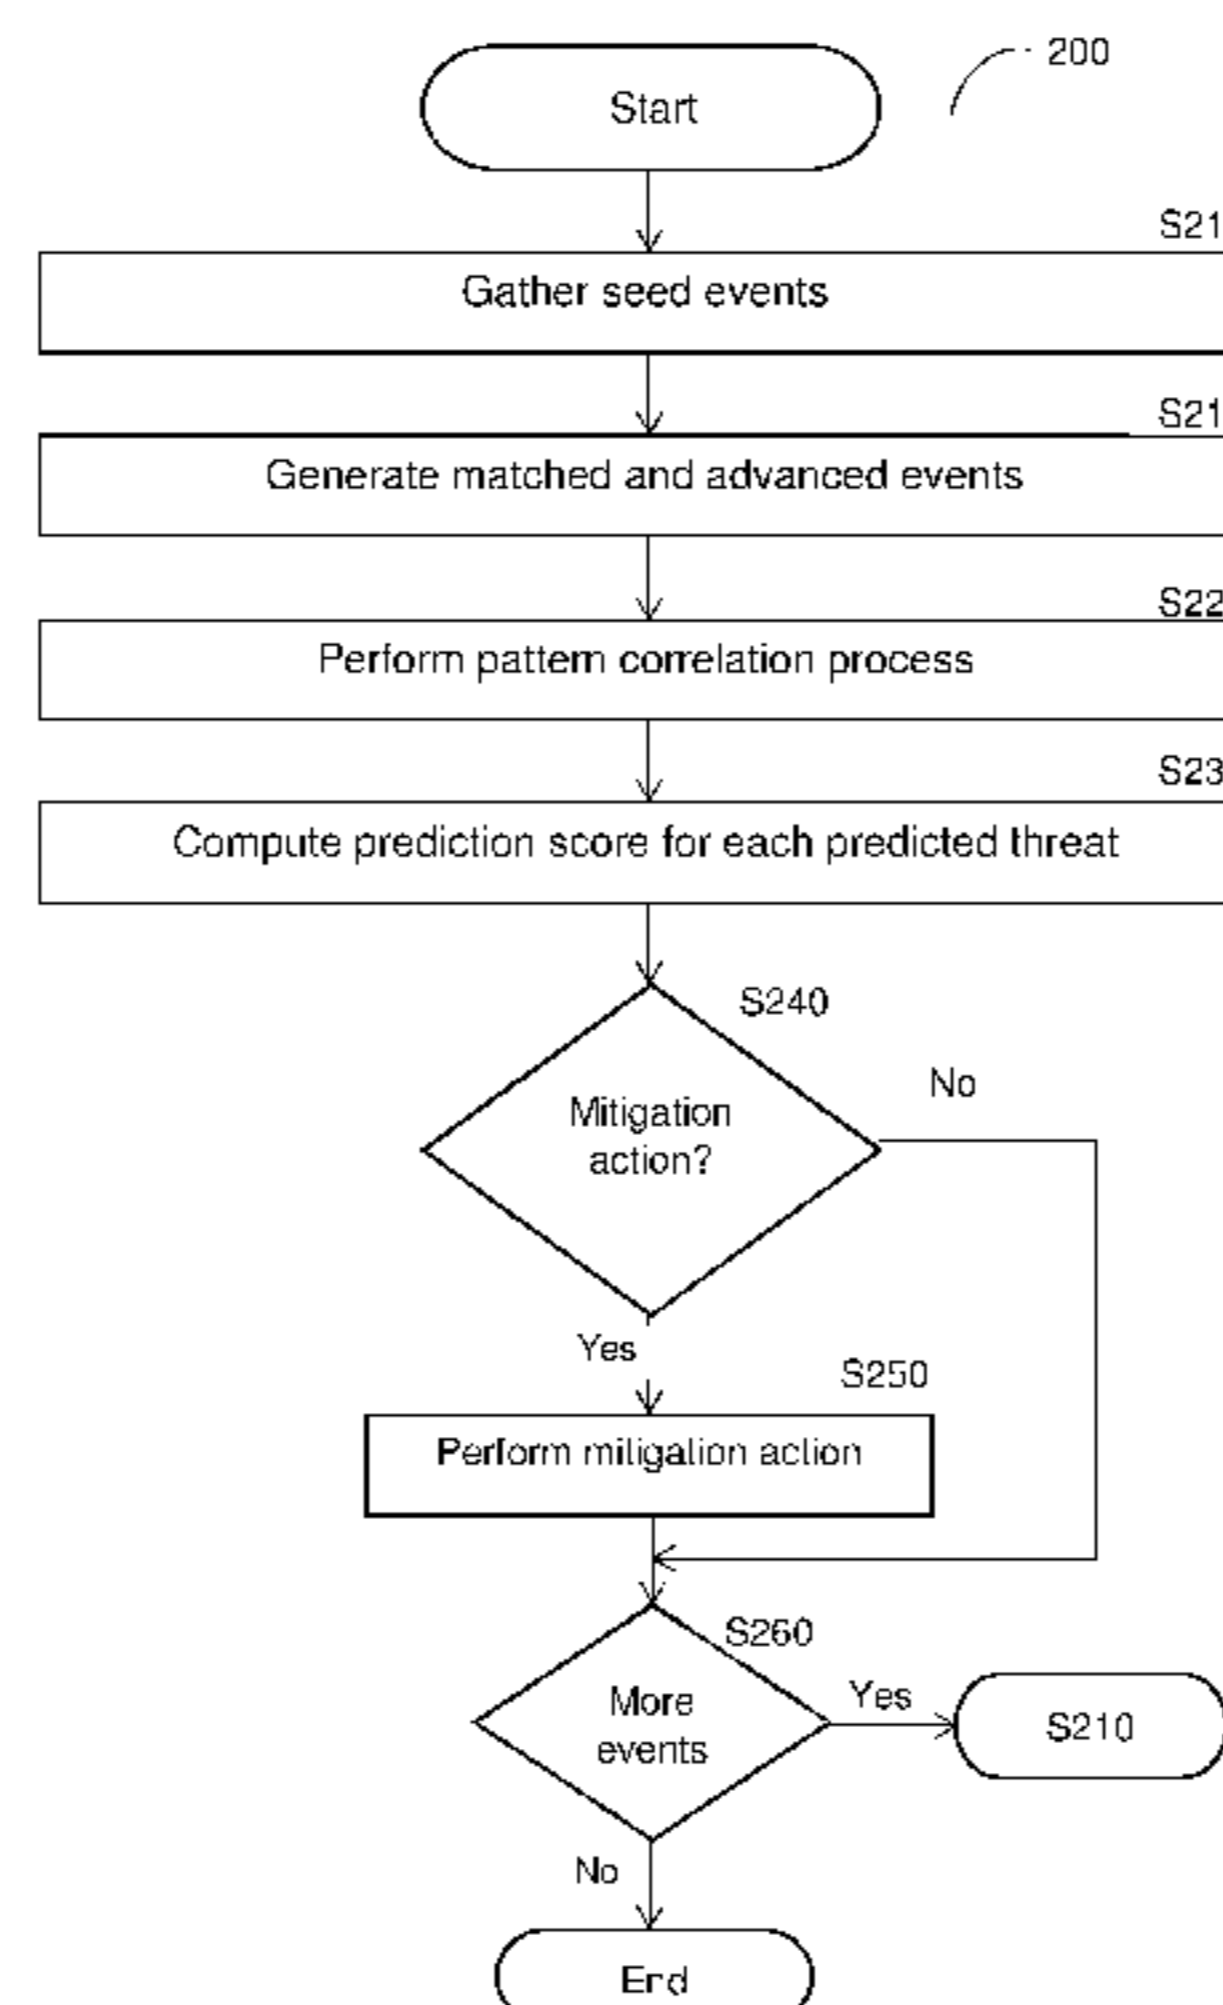 200
Start
S21
Gather seed events
S21
Generate matched and advanced events
S22
Perform pattern correlation process
S23
Compute prediction score for each predicted threat
S240
Mitigation
action?
No
Yes
S250
Perform mitigation action
S260
More
events
Yes
S210
No
End